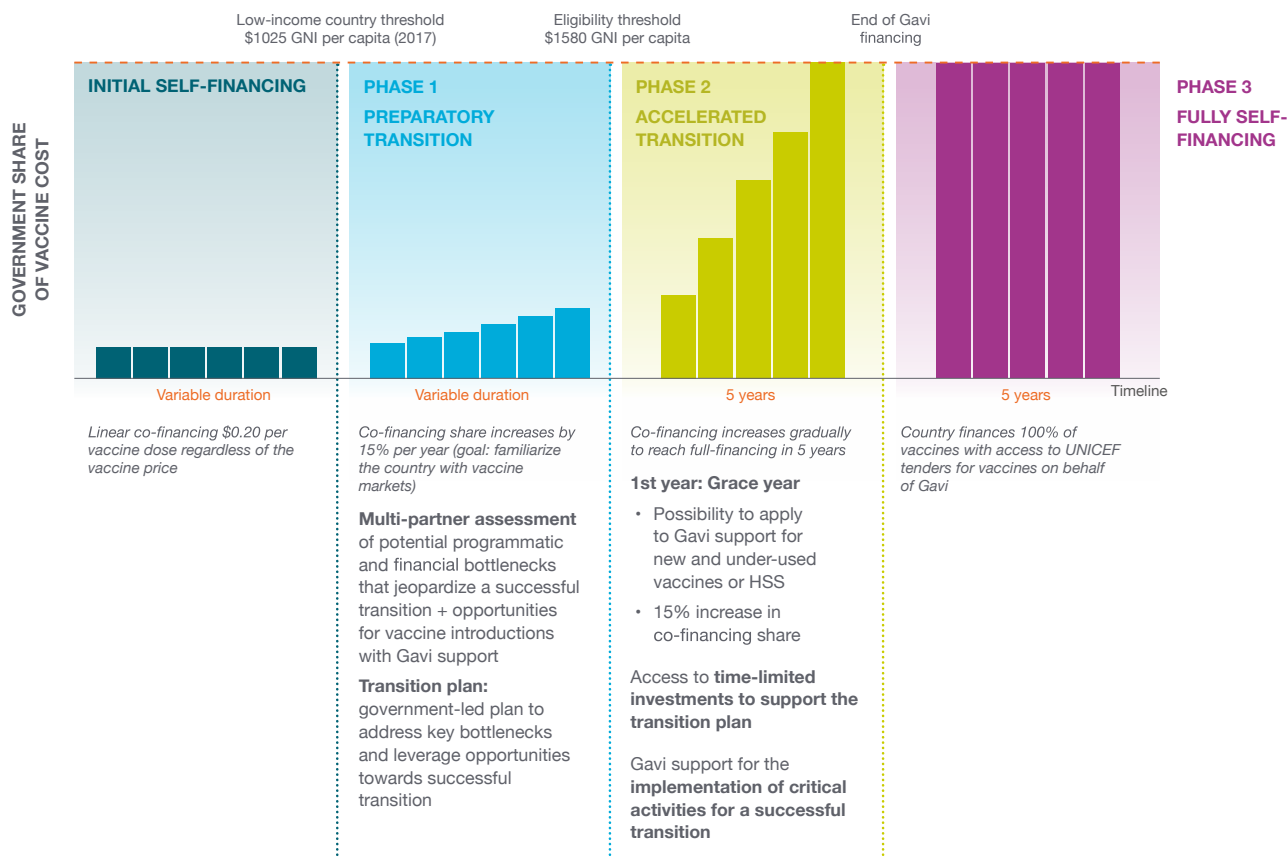 Low-income country threshold
$1025 GNI per capita (2017)
Eligibility threshold
$1580 GNI per capita
End of Gavi
financing
GOVERNMENT SHARE
OF VACCINE COST
INITIAL SELF-FINANCING
PHASE 1
PREPARATORY
TRANSITION
PHASE 2
ACCELERATED
TRANSITION
PHASE 3
FULLY SELF-
FINANCING
Variable duration
Variable duration
5 years
5 years
Timeline
Linear co-financing $0.20 per
vaccine dose regardless of the
vaccine price
Co-financing share increases by
15% per year (goal: familiarize
the country with vaccine
markets)
Multi-partner assessment
of potential programmatic
and financial bottlenecks
that jeopardize a successful
transition + opportunities
for vaccine introductions
with Gavi support
Transition plan:
government-led plan to
address key bottlenecks
and leverage opportunities
towards successful
transition
Co-financing increases gradually
to reach full-financing in 5 years
1st year: Grace year
• Possibility to apply
to Gavi support for
new and under-used
vaccines or HSS
• 15% increase in
co-financing share
Access to time-limited
investments to support the
transition plan
Gavi support for the
implementation of critical
activities for a successful
transition
Country finances 100% of
vaccines with access to UNICEF
tenders for vaccines on behalf
of Gavi